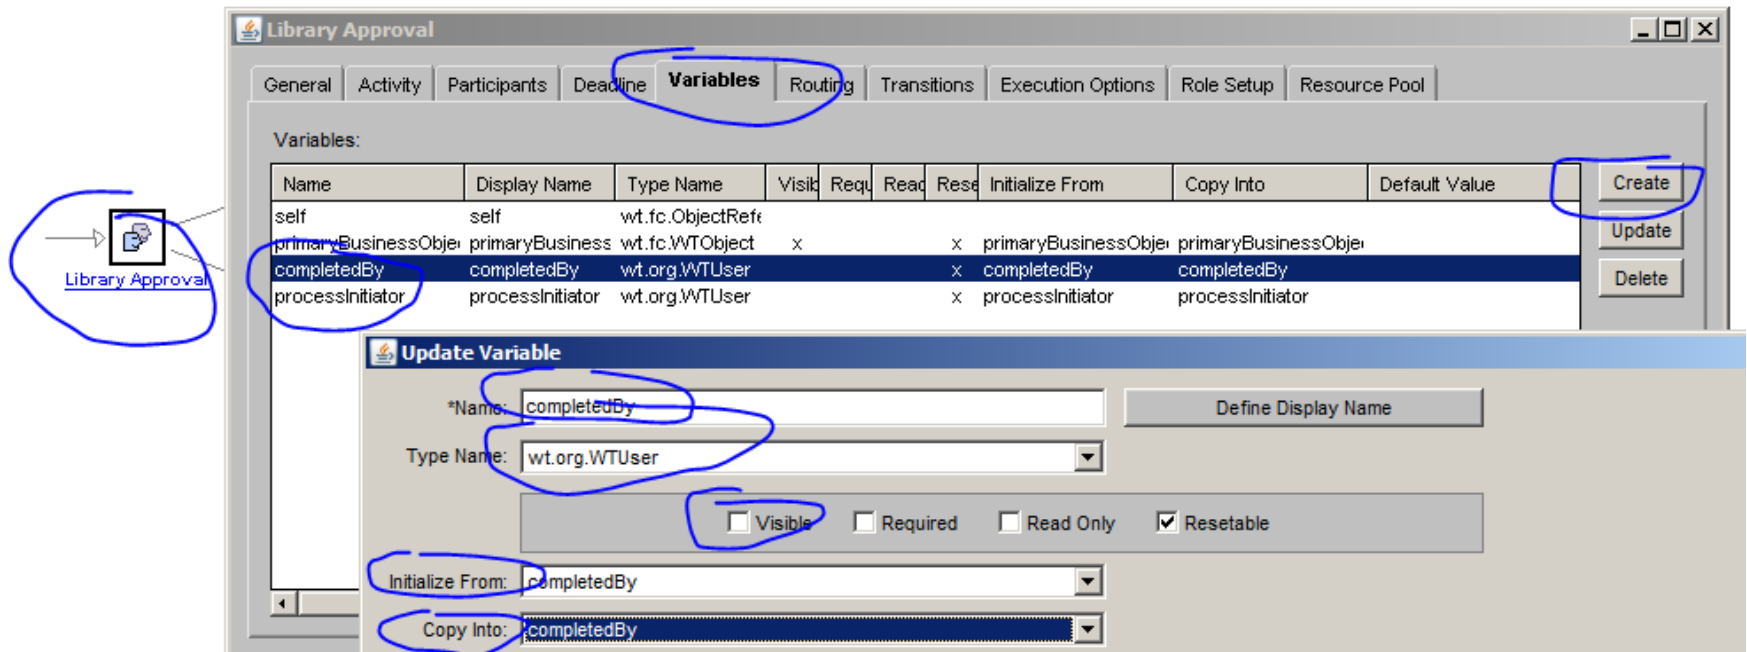 Library Approval
General Activity Participants Deadline Variables Routing Transitions Execution Options Role Setup Resource Pool
Variables:
Name Display Name Type Name Visib Requ Read Rese Initialize From Copy Into Default Value Create
self self wt.fc.ObjectRefe
primaryBusinessObje primaryBusiness wt.fc.WTObject x x primaryBusinessObje primaryBusinessObje Update
completedBy completedBy wt.org.WTUser x completedBy completedBy Delete
Library Approval
processInitiator processInitiator wt.org.WTUser x processInitiator processInitiator
Update Variable
*Name: completedBy Define Display Name
Type Name: wt.org.WTUser
Visible Required Read Only Resetable
Initialize From: completedBy
Copy Into: completedBy